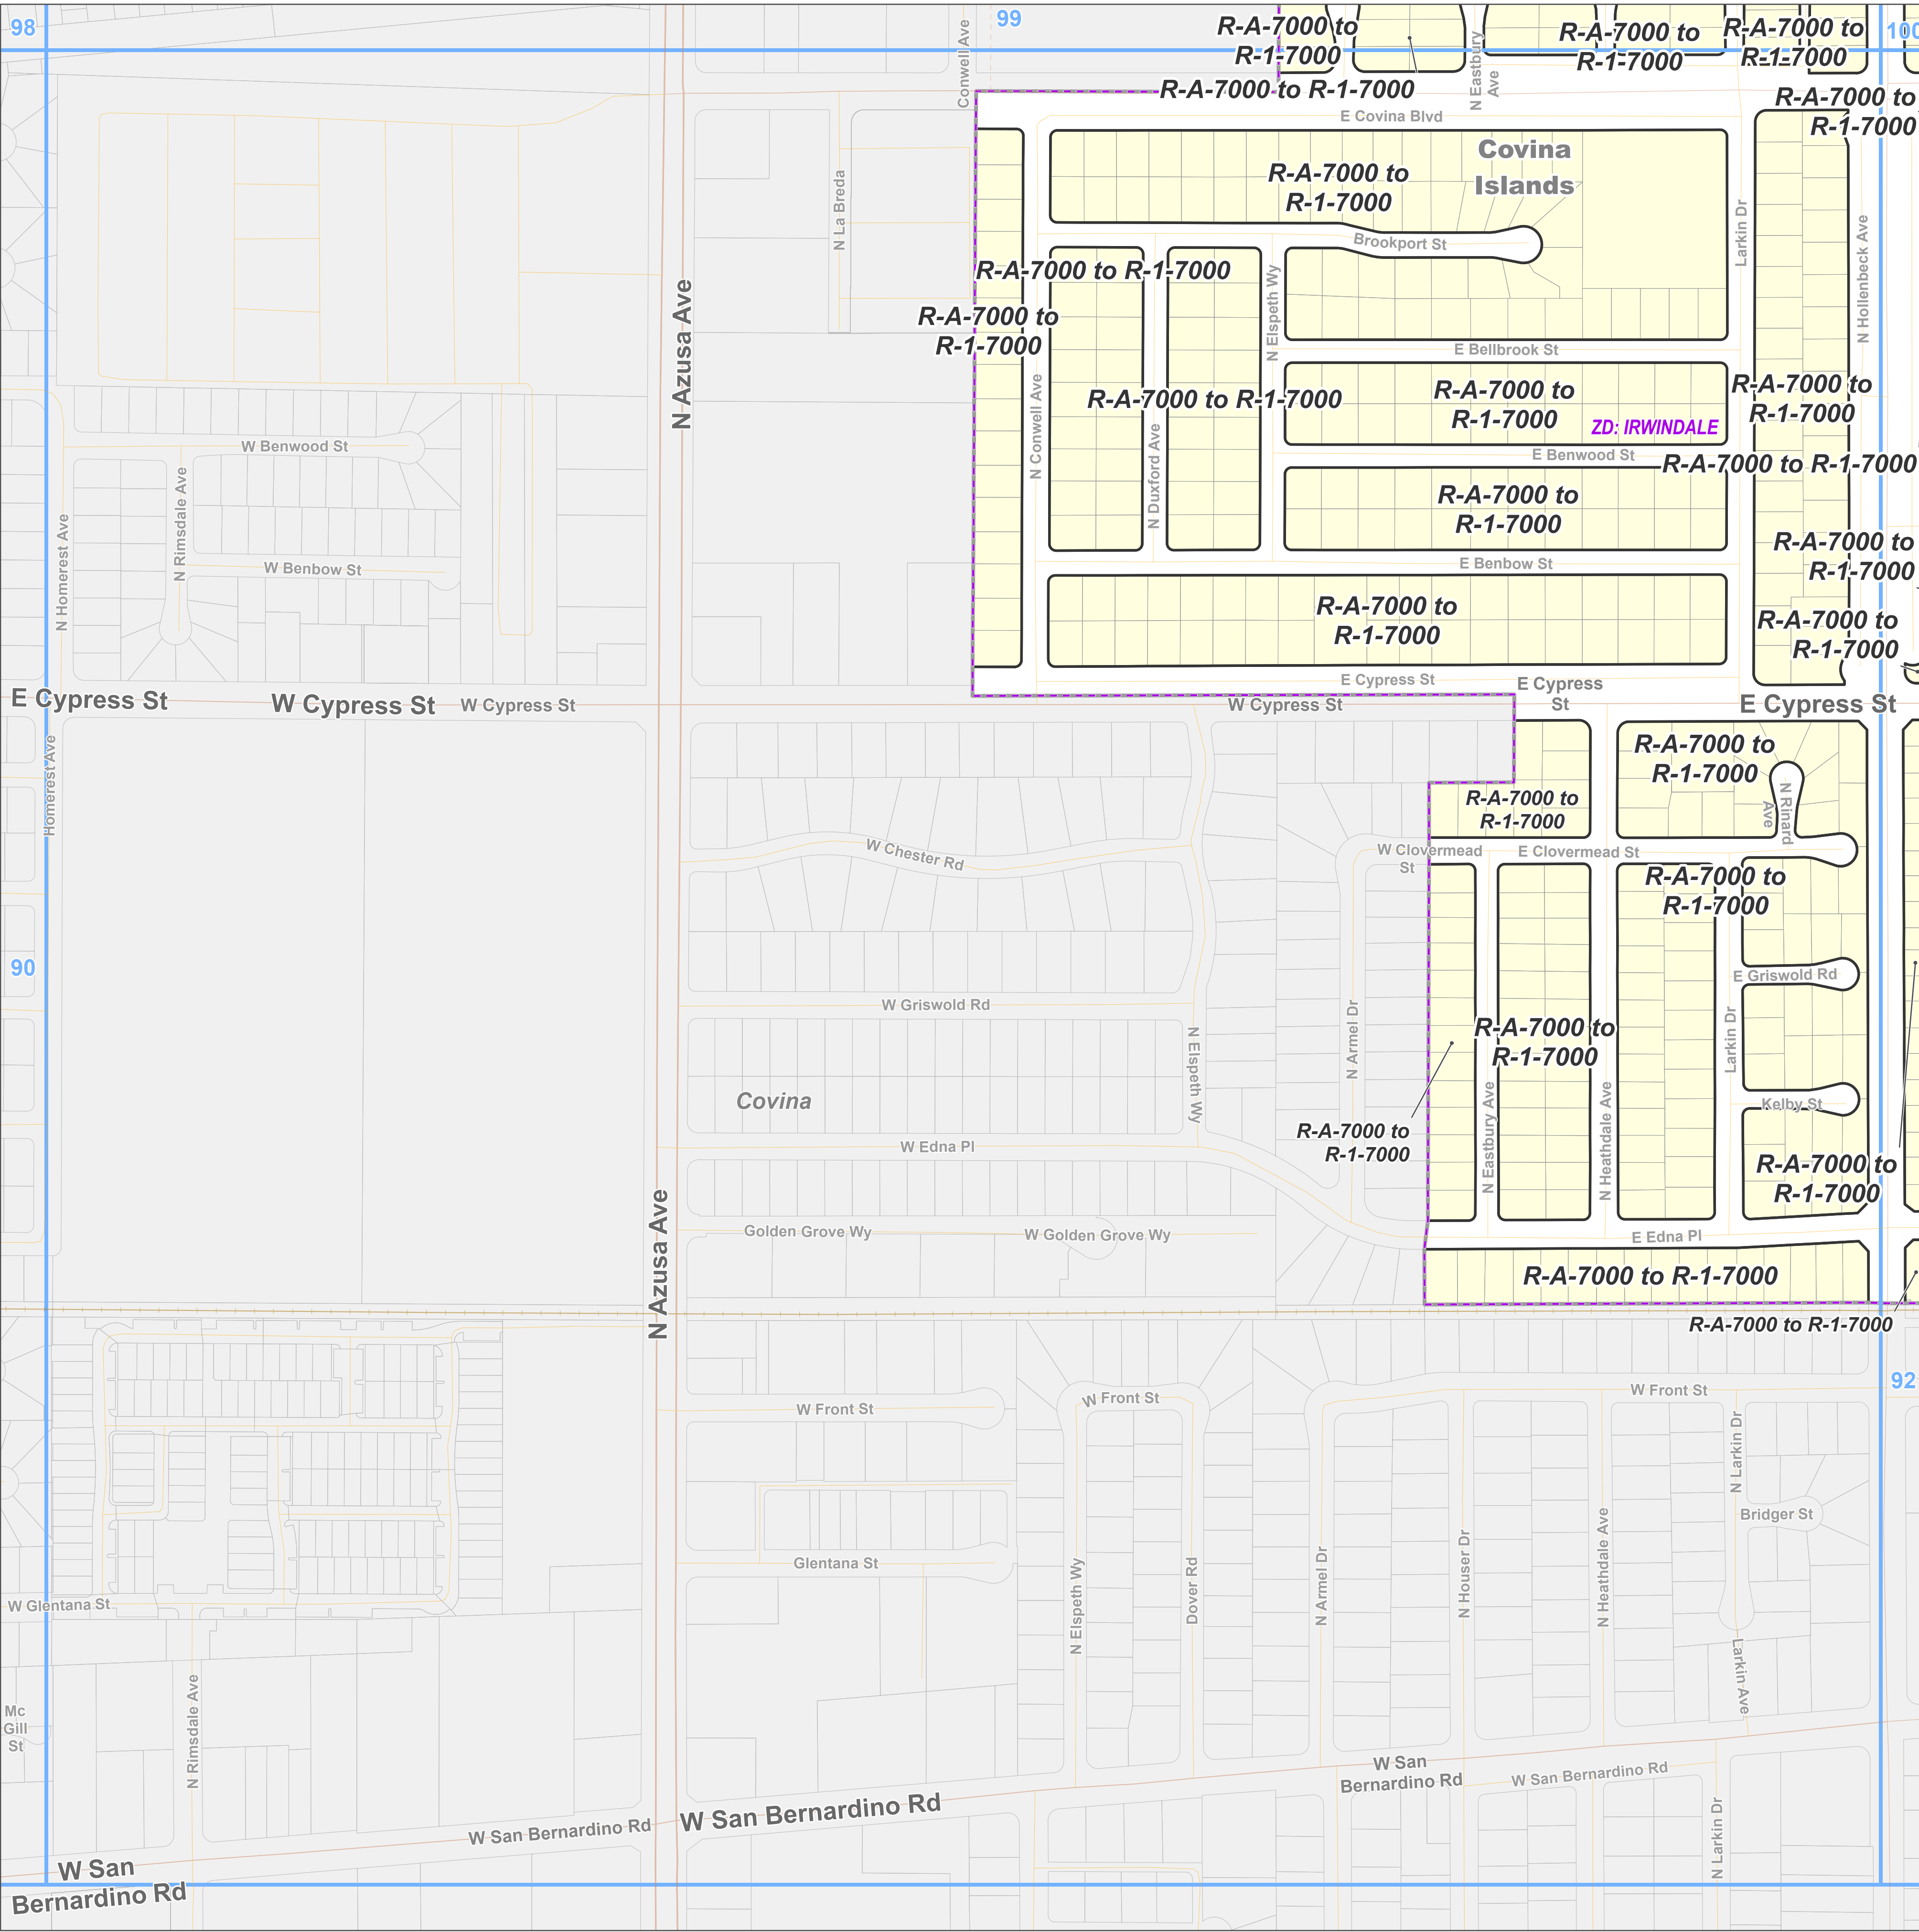 98
99
100
Conwell Ave
R-A-7000 to
R-1-7000
N Eastbury
Ave
R-A-7000 to
R-1-7000
R-A-7000 to
R-1-7000
R-A-7000 to R-1-7000
R-A-7000 to
R-1-7000
E Covina Blvd
Covina
Islands
R-A-7000 to
R-1-7000
N La Breda
Larkin Dr
N Hollenbeck Ave
Brookport St
R-A-7000 to R-1-7000
N Elspeth Wy
N Azusa Ave
R-A-7000 to
R-1-7000
E Bellbrook St
R-A-7000 to R-1-7000
R-A-7000 to
R-1-7000
R-A-7000 to
R-1-7000
ZD: IRWINDALE
N Conwell Ave
N Duxford Ave
W Benwood St
E Benwood St
R-A-7000 to R-1-7000
N Homerest Ave
N Rimsdale Ave
R-A-7000 to
R-1-7000
R-A-7000 to
R-1-7000
W Benbow St
E Benbow St
R-A-7000 to
R-1-7000
R-A-7000 to
R-1-7000
E Cypress St
W Cypress St
W Cypress St
E Cypress St
W Cypress St
E Cypress
St
E Cypress St
Homerest Ave
R-A-7000 to
R-1-7000
R-A-7000 to
R-1-7000
N Rinard
Ave
W Chester Rd
W Clovermead
St
E Clovermead St
R-A-7000 to
R-1-7000
90
E Griswold Rd
W Griswold Rd
N Elspeth Wy
N Armel Dr
R-A-7000 to
R-1-7000
Larkin Dr
Covina
Kelby St
R-A-7000 to
R-1-7000
N Eastbury Ave
N Heathdale Ave
W Edna Pl
R-A-7000 to
R-1-7000
N Azusa Ave
Golden Grove Wy
W Golden Grove Wy
E Edna Pl
R-A-7000 to R-1-7000
R-A-7000 to R-1-7000
92
W Front St
W Front St
W Front St
N Larkin Dr
Bridger St
Glentana St
W Glentana St
N Elspeth Wy
Dover Rd
N Armel Dr
N Houser Dr
N Heathdale Ave
Larkin Ave
Mc
Gill
St
N Rimsdale Ave
W San
Bernardino Rd
W San Bernardino Rd
W San Bernardino Rd
W San Bernardino Rd
N Larkin Dr
W San
Bernardino Rd